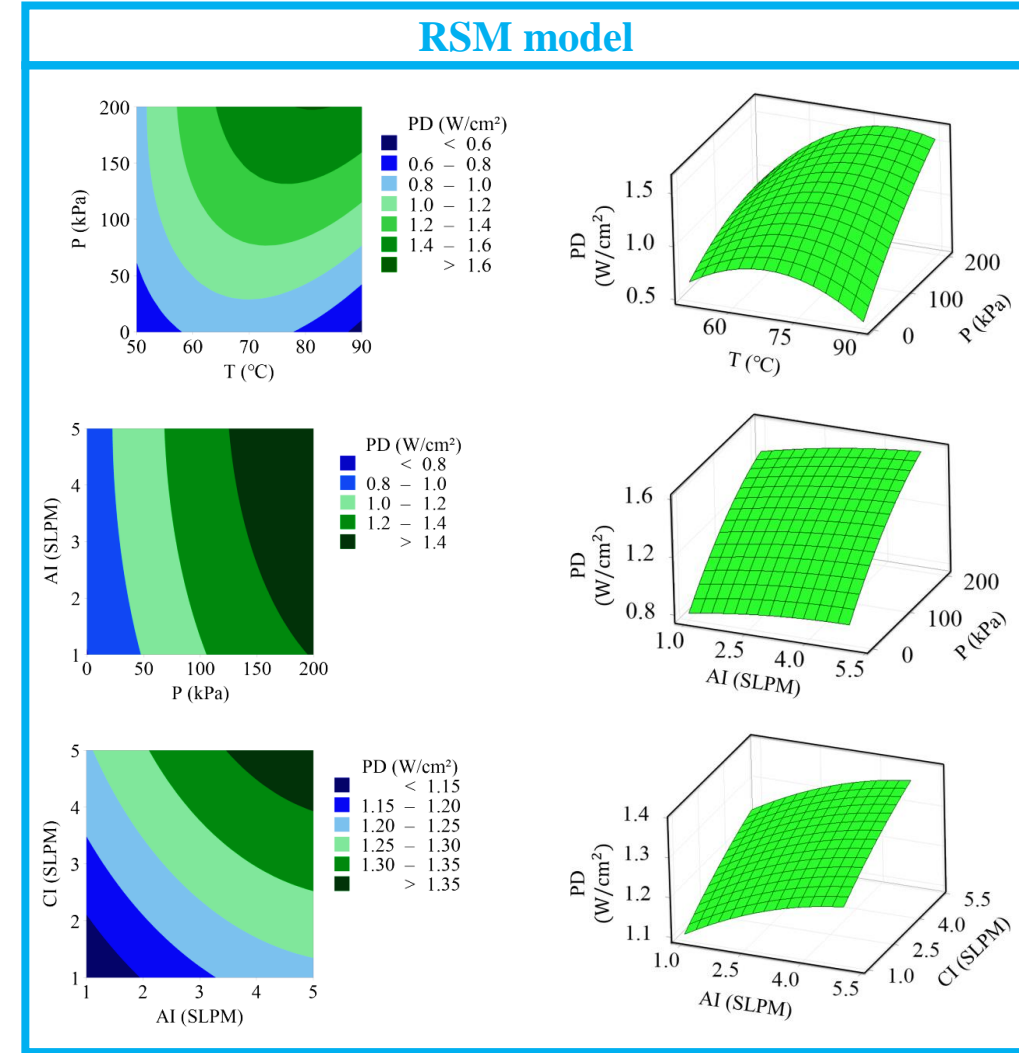 RSM model
200
150
100
50
0
P (kPa)
50 60 70 80 90
T (°C)
PD (W/cm²)
< 0.6
0.6 – 0.8
0.8 – 1.0
1.0 – 1.2
1.2 – 1.4
1.4 – 1.6
> 1.6
PD
(W/cm²)
1.5
1.0
0.5
60 75 90
T (°C)
0 100 200
P (kPa)
5
4
3
2
1
AI (SLPM)
0 50 100 150 200
P (kPa)
PD (W/cm²)
< 0.8
0.8 – 1.0
1.0 – 1.2
1.2 – 1.4
> 1.4
PD
(W/cm²)
1.6
1.2
0.8
1.0 2.5 4.0 5.5
AI (SLPM)
0 100 200
P (kPa)
5
4
3
2
1
CI (SLPM)
1 2 3 4 5
AI (SLPM)
PD (W/cm²)
< 1.15
1.15 – 1.20
1.20 – 1.25
1.25 – 1.30
1.30 – 1.35
> 1.35
PD
(W/cm²)
1.4
1.3
1.2
1.1
1.0 2.5 4.0 5.5
AI (SLPM)
1.0 2.5 4.0 5.5
CI (SLPM)